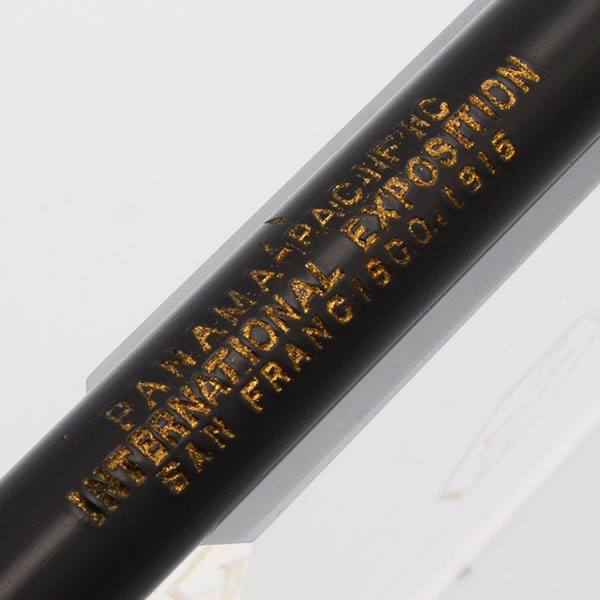 PANAMA-PACIFIC
INTERNATIONAL EXPOSITION
SAN FRANCISCO. 1915